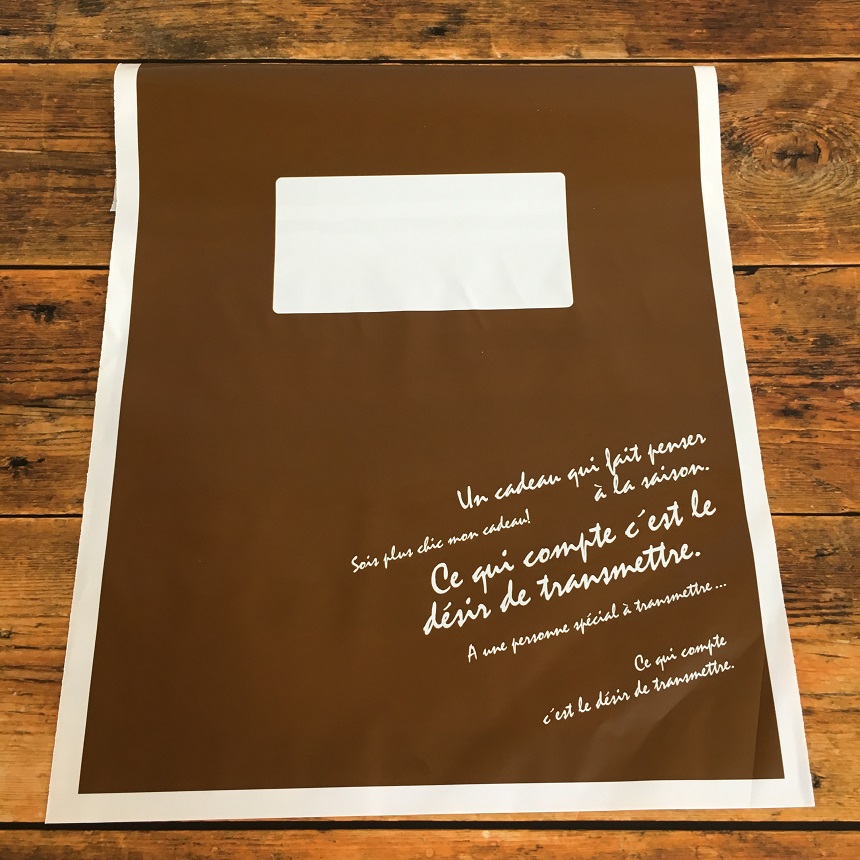 Un cadeau qui fait penser
à la saison.
Sois plus chic mon cadeau!
Ce qui compte c'est le
désir de transmettre.
A une personne spécial à transmettre ...
Ce qui compte
c'est le désir de transmettre.